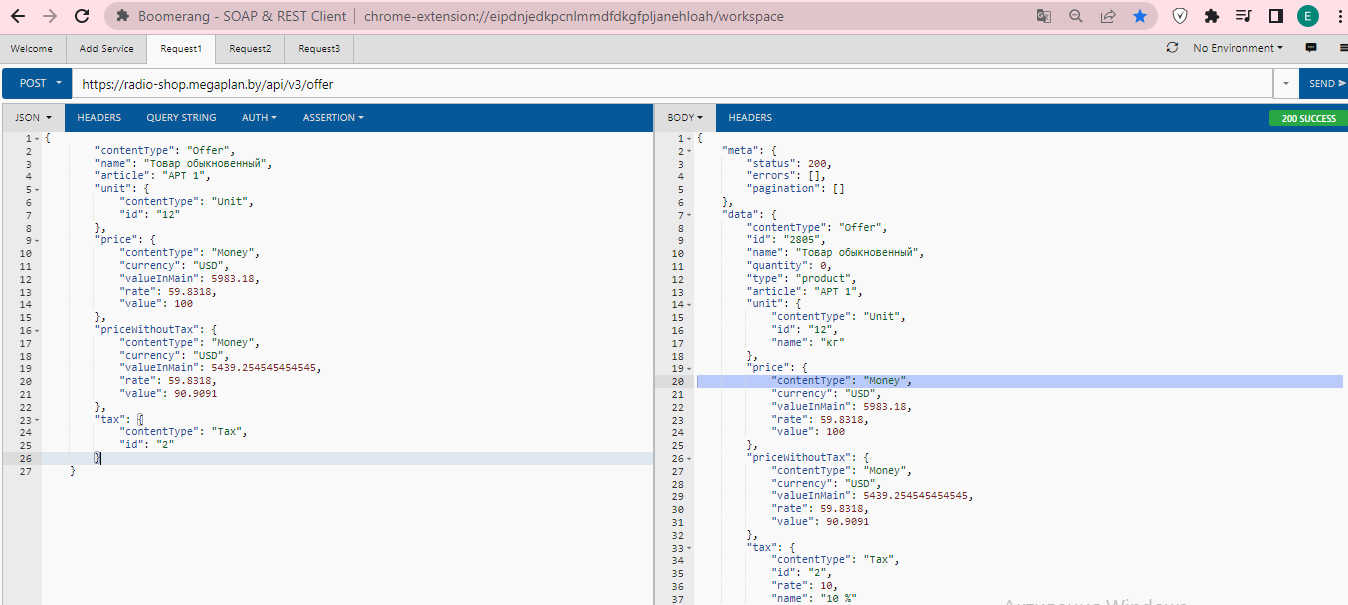 Boomerang - SOAP & REST Client | chrome-extension://eipdnjedkpcnlmmdfdkgfpljanehloah/workspace E
Welcome Add Service Request1 Request2 Request3 No Environment
POST https://radio-shop.megaplan.by/api/v3/offer SEND
JSON HEADERS QUERY STRING AUTH ASSERTION
1 {
2 "contentType": "Offer",
3 "name": "Товар обыкновенный",
4 "article": "АРТ 1",
5 "unit": {
6 "contentType": "Unit",
7 "id": "12"
8 },
9 "price": {
10 "contentType": "Money",
11 "currency": "USD",
12 "valueInMain": 5983.18,
13 "rate": 59.8318,
14 "value": 100
15 },
16 "priceWithoutTax": {
17 "contentType": "Money",
18 "currency": "USD",
19 "valueInMain": 5439.254545454545,
20 "rate": 59.8318,
21 "value": 90.9091
22 },
23 "tax": {
24 "contentType": "Tax",
25 "id": "2"
26 }
27 }
BODY HEADERS 200 SUCCESS
1 {
2 "meta": {
3 "status": 200,
4 "errors": [],
5 "pagination": []
6 },
7 "data": {
8 "contentType": "Offer",
9 "id": "2805",
10 "name": "Товар обыкновенный",
11 "quantity": 0,
12 "type": "product",
13 "article": "АРТ 1",
14 "unit": {
15 "contentType": "Unit",
16 "id": "12",
17 "name": "кг"
18 },
19 "price": {
20 "contentType": "Money",
21 "currency": "USD",
22 "valueInMain": 5983.18,
23 "rate": 59.8318,
24 "value": 100
25 },
26 "priceWithoutTax": {
27 "contentType": "Money",
28 "currency": "USD",
29 "valueInMain": 5439.254545454545,
30 "rate": 59.8318,
31 "value": 90.9091
32 },
33 "tax": {
34 "contentType": "Tax",
35 "id": "2",
36 "rate": 10,
37 "name": "10 %"
Активация Windows